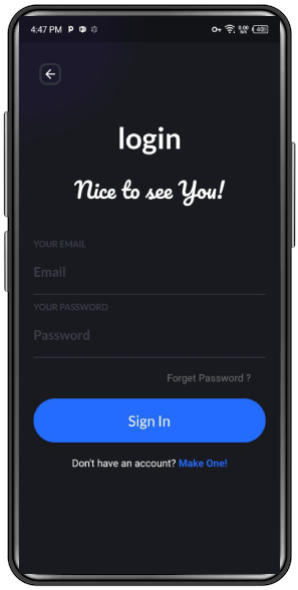 4:47 PM P
login
Nice to see You!
YOUR EMAIL
Email
YOUR PASSWORD
Password
Forget Password ?
Sign In
Don't have an account? Make One!